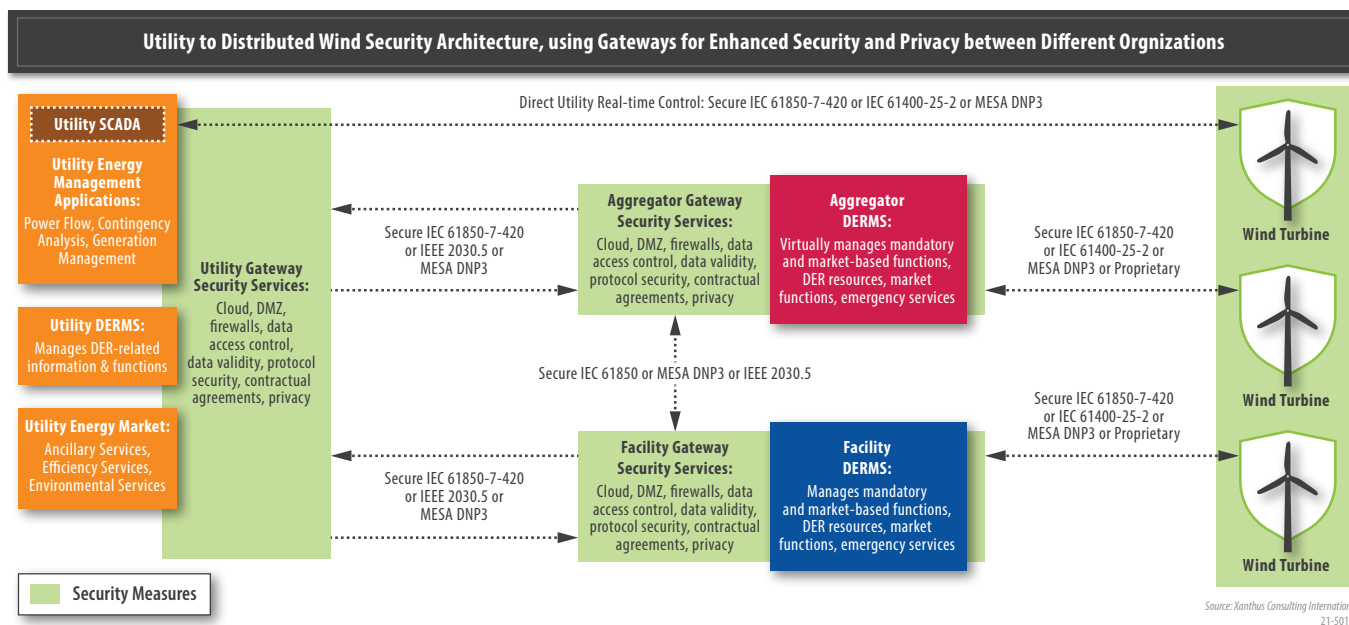 Utility to Distributed Wind Security Architecture, using Gateways for Enhanced Security and Privacy between Different Orgnizations
Direct Utility Real-time Control: Secure IEC 61850-7-420 or IEC 61400-25-2 or MESA DNP3
Utility SCADA
Utility Energy
Management
Applications:
Power Flow, Contingency
Analysis, Generation
Management
Utility DERMS:
Manages DER-related
information & functions
Utility Energy Market:
Ancillary Services,
Efficiency Services,
Environmental Services
Utility Gateway
Security Services:
Cloud, DMZ,
firewalls, data
access control,
data validity, protocol
security, contractual
agreements, privacy
Secure IEC 61850-7-420
or IEEE 2030.5 or
MESA DNP3
Aggregator Gateway
Security Services:
Cloud, DMZ, firewalls, data
access control, data validity,
protocol security, contractual
agreements, privacy
Aggregator
DERMS:
Virtually manages mandatory
and market-based functions,
DER resources, market
functions, emergency services
Secure IEC 61850-7-420
or IEC 61400-25-2 or
MESA DNP3 or Proprietary
Secure IEC 61850 or MESA DNP3 or IEEE 2030.5
Secure IEC 61850-7-420
or IEEE 2030.5 or
MESA DNP3
Facility Gateway
Security Services:
Cloud, DMZ, firewalls, data
access control, data validity,
protocol security, contractual
agreements, privacy
Facility
DERMS:
Manages mandatory
and market-based functions,
DER resources, market
functions, emergency services
Secure IEC 61850-7-420
or IEC 61400-25-2 or
MESA DNP3 or Proprietary
Wind Turbine
Wind Turbine
Wind Turbine
Security Measures
Source: Xanthus Consulting Internation
21-501